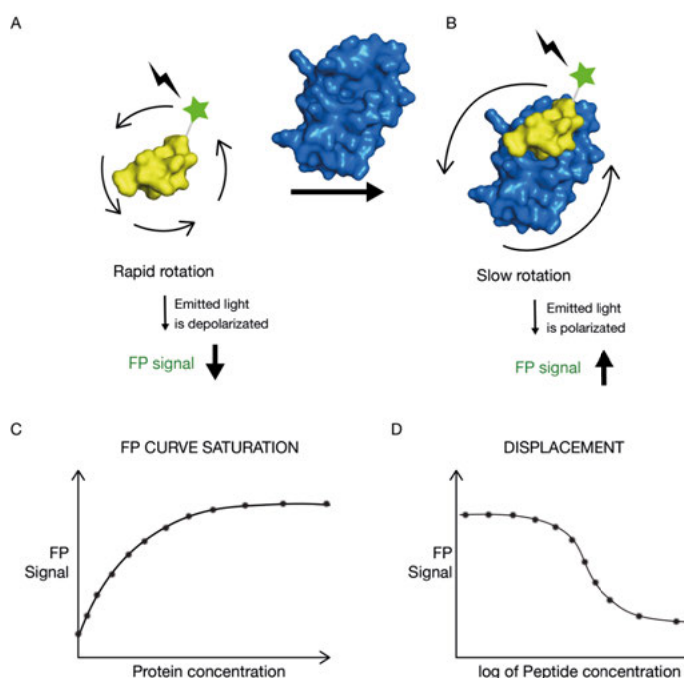 A
B
Rapid rotation
Emitted light
is depolarizated
FP signal
Slow rotation
Emitted light
is polarizated
FP signal
C
FP CURVE SATURATION
FP
Signal
Protein concentration
D
DISPLACEMENT
FP
Signal
log of Peptide concentration